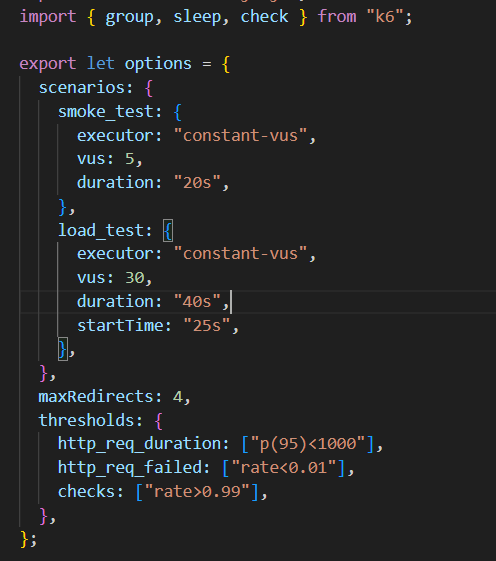 import { group, sleep, check } from "k6";
export let options = {
scenarios: {
smoke_test: {
executor: "constant-vus",
vus: 5,
duration: "20s",
},
load_test: {
executor: "constant-vus",
vus: 30,
duration: "40s",
startTime: "25s",
},
},
maxRedirects: 4,
thresholds: {
http_req_duration: ["p(95)<1000"],
http_req_failed: ["rate<0.01"],
checks: ["rate>0.99"],
},
};